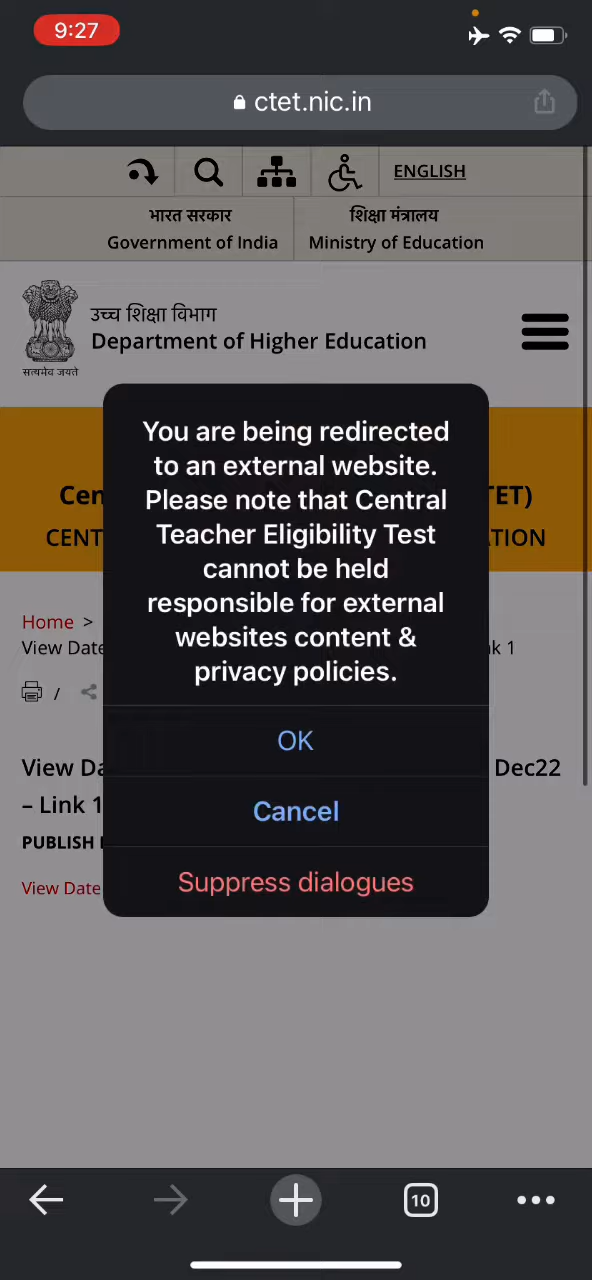 9:27
ctet.nic.in
ENGLISH
भारत सरकार
Government of India
शिक्षा मंत्रालय
Ministry of Education
उच्च शिक्षा विभाग
Department of Higher Education
सत्यमेव जयते
You are being redirected
to an external website.
Please note that Central
Teacher Eligibility Test
cannot be held
responsible for external
websites content &
privacy policies.
OK
Cancel
Suppress dialogues
Cen
TET)
CENT
ATION
Home >
View Date
k 1
/
View Da
Dec22
– Link 1
PUBLISH
View Date
10